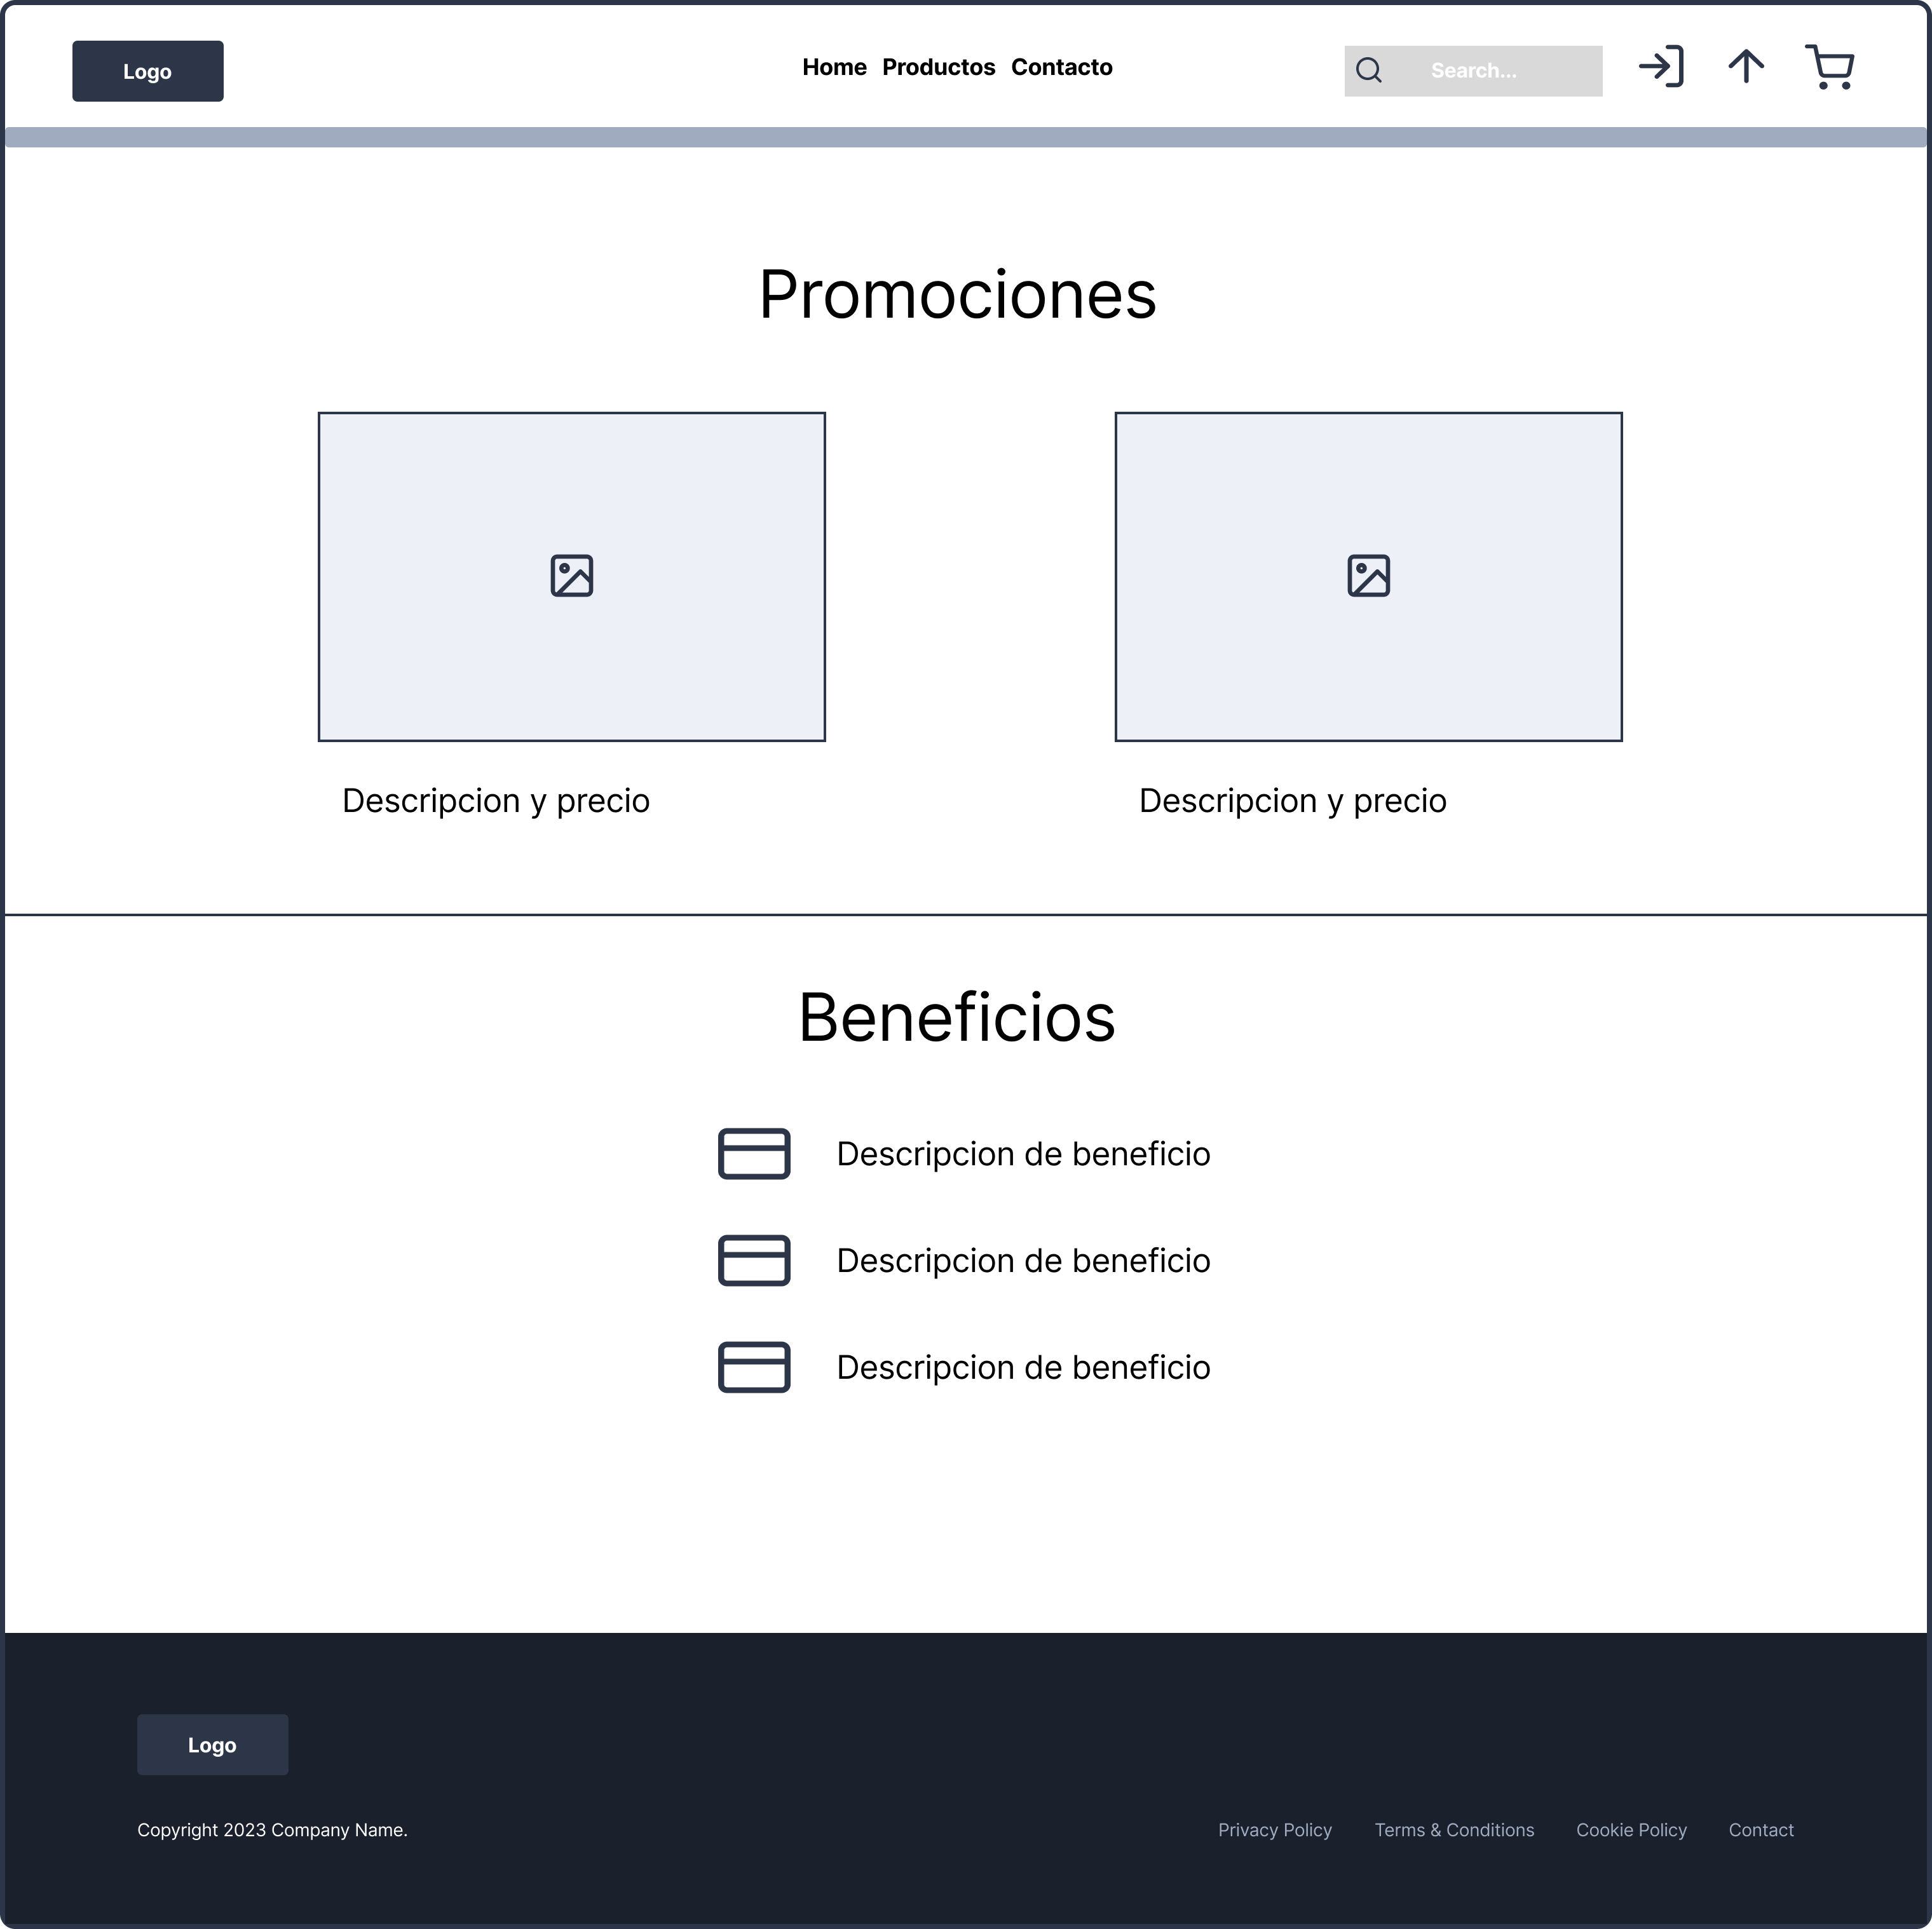 Logo
Home Productos Contacto
Search...
Promociones
Descripcion y precio
Descripcion y precio
Beneficios
Descripcion de beneficio
Descripcion de beneficio
Descripcion de beneficio
Logo
Copyright 2023 Company Name.
Privacy Policy Terms & Conditions Cookie Policy Contact